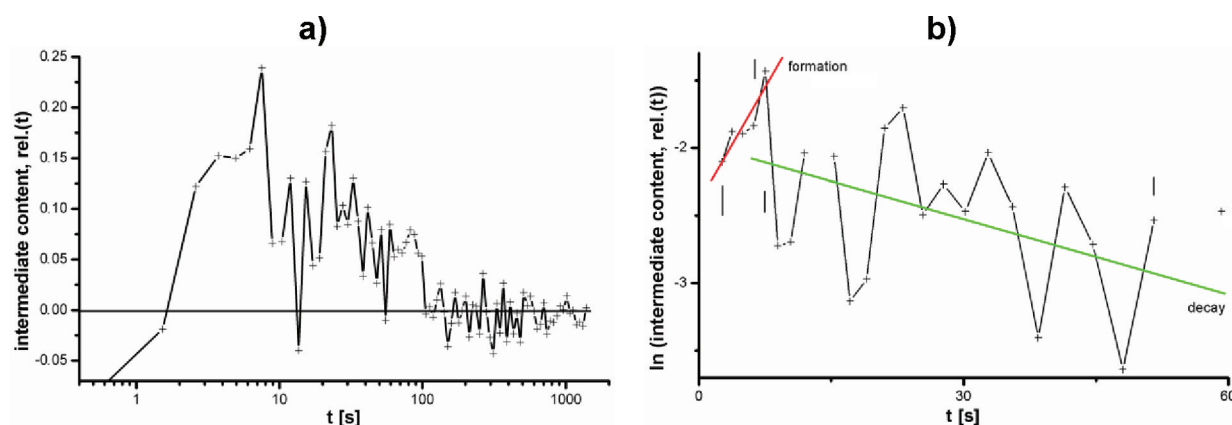 a)
b)
intermediate content, rel.(t)
0.25
0.20
0.15
0.10
0.05
0.00
-0.05
1
10
100
1000
t [s]
ln (intermediate content, rel.(t))
-2
-3
formation
decay
0
30
60
t [s]